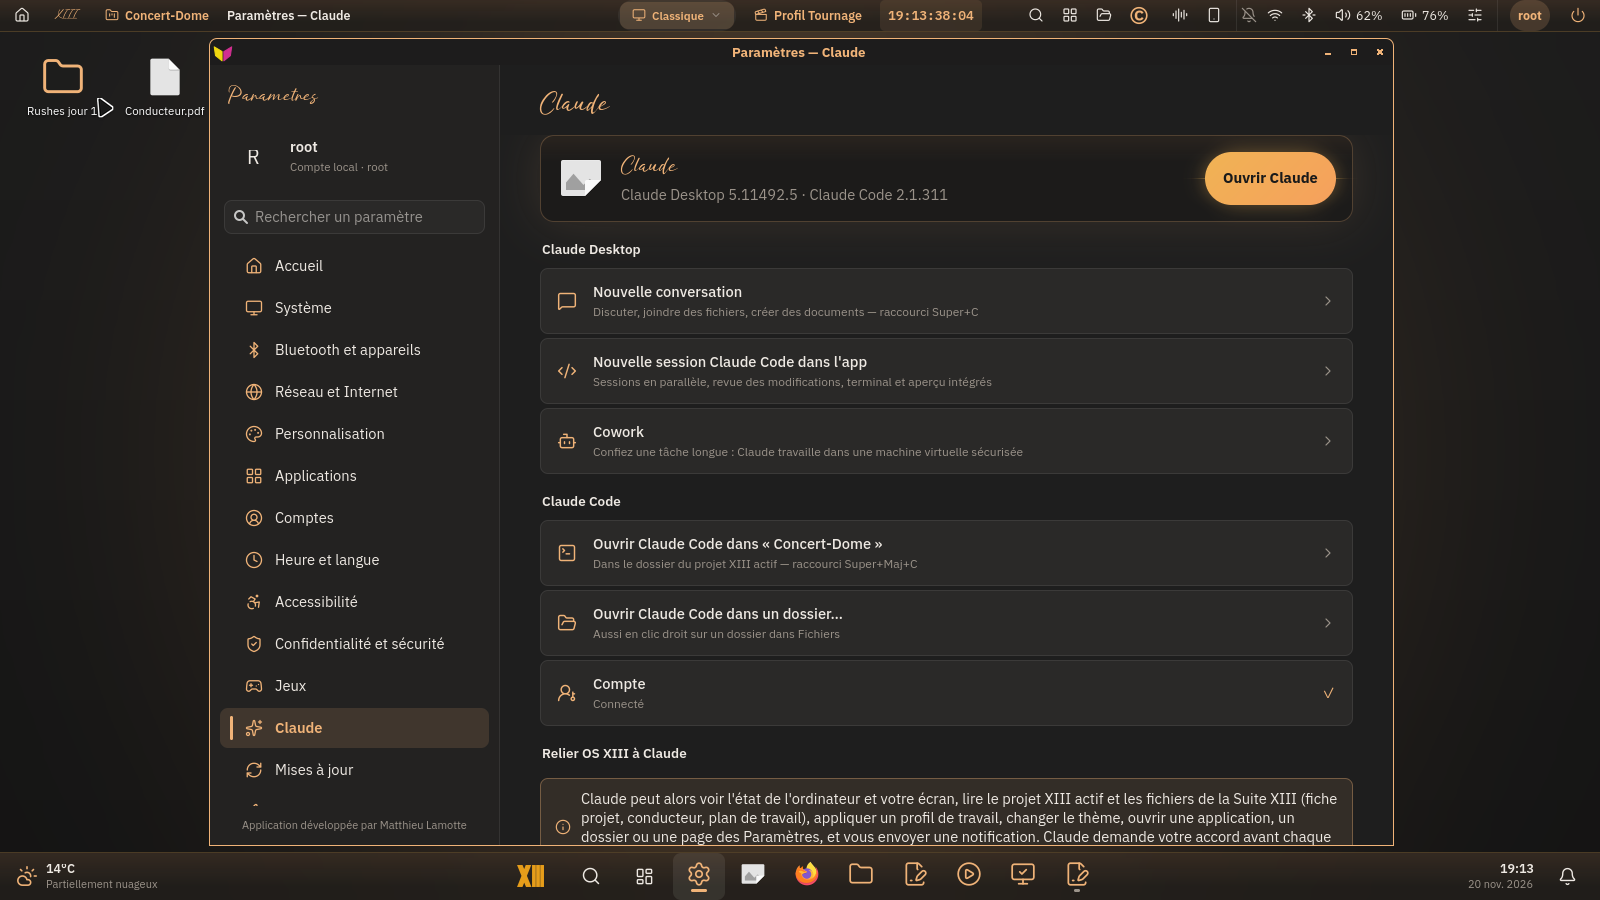 Concert-Dome
Paramètres — Claude
Classique
Profil Tournage
19:13:38:04
62%
76%
root
Rushes jour 1
Conducteur.pdf
Paramètres — Claude
Parametres
R
root
Compte local · root
Rechercher un paramètre
Accueil
Système
Bluetooth et appareils
Réseau et Internet
Personnalisation
Applications
Comptes
Heure et langue
Accessibilité
Confidentialité et sécurité
Jeux
Claude
Mises à jour
Application développée par Matthieu Lamotte
Claude
Claude
Claude Desktop 5.11492.5 · Claude Code 2.1.311
Ouvrir Claude
Claude Desktop
Nouvelle conversation
Discuter, joindre des fichiers, créer des documents — raccourci Super+C
Nouvelle session Claude Code dans l'app
Sessions en parallèle, revue des modifications, terminal et aperçu intégrés
Cowork
Confiez une tâche longue : Claude travaille dans une machine virtuelle sécurisée
Claude Code
Ouvrir Claude Code dans « Concert-Dome »
Dans le dossier du projet XIII actif — raccourci Super+Maj+C
Ouvrir Claude Code dans un dossier...
Aussi en clic droit sur un dossier dans Fichiers
Compte
Connecté
Relier OS XIII à Claude
Claude peut alors voir l'état de l'ordinateur et votre écran, lire le projet XIII actif et les fichiers de la Suite XIII (fiche
projet, conducteur, plan de travail), appliquer un profil de travail, changer le thème, ouvrir une application, un
dossier ou une page des Paramètres, et vous envoyer une notification. Claude demande votre accord avant chaque
14°C
Partiellement nuageux
XIII
19:13
20 nov. 2026